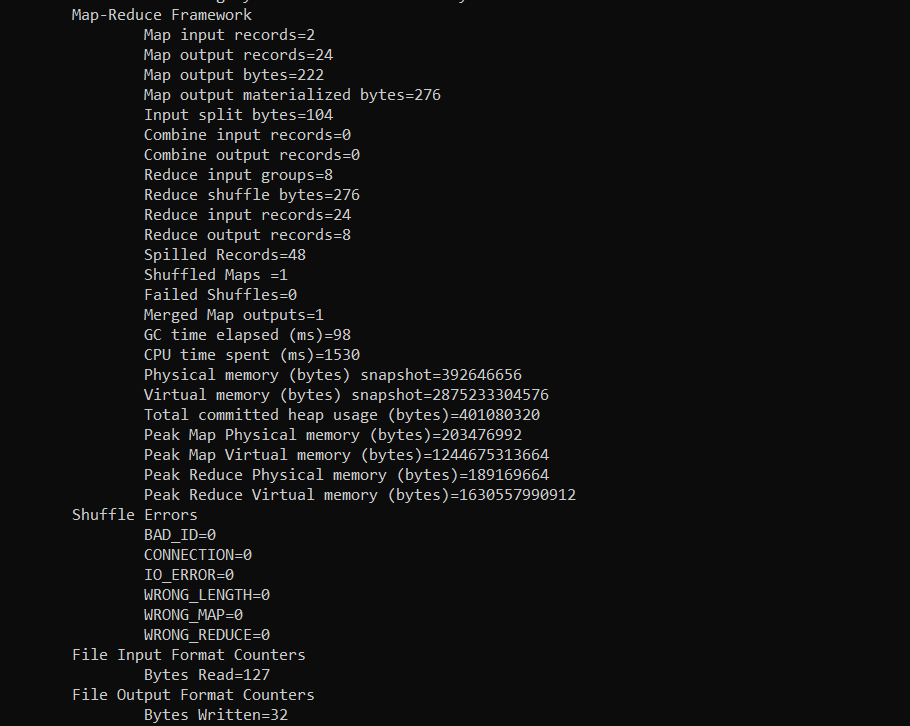 Map-Reduce Framework
Map input records=2
Map output records=24
Map output bytes=222
Map output materialized bytes=276
Input split bytes=104
Combine input records=0
Combine output records=0
Reduce input groups=8
Reduce shuffle bytes=276
Reduce input records=24
Reduce output records=8
Spilled Records=48
Shuffled Maps =1
Failed Shuffles=0
Merged Map outputs=1
GC time elapsed (ms)=98
CPU time spent (ms)=1530
Physical memory (bytes) snapshot=392646656
Virtual memory (bytes) snapshot=2875233304576
Total committed heap usage (bytes)=401080320
Peak Map Physical memory (bytes)=203476992
Peak Map Virtual memory (bytes)=1244675313664
Peak Reduce Physical memory (bytes)=189169664
Peak Reduce Virtual memory (bytes)=1630557990912
Shuffle Errors
BAD_ID=0
CONNECTION=0
IO_ERROR=0
WRONG_LENGTH=0
WRONG_MAP=0
WRONG_REDUCE=0
File Input Format Counters
Bytes Read=127
File Output Format Counters
Bytes Written=32